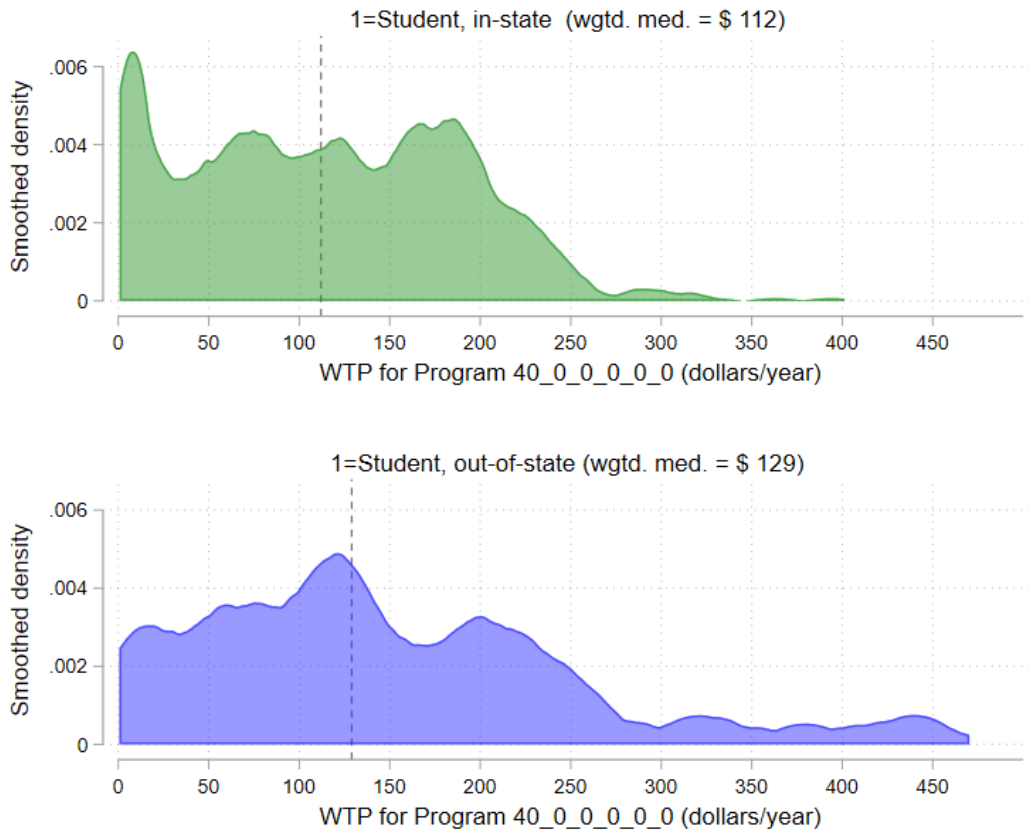 1=Student, in-state  (wgtd. med. = $ 112)
Smoothed density
.006
.004
.002
0
0 50 100 150 200 250 300 350 400 450
WTP for Program 40_0_0_0_0_0 (dollars/year)
1=Student, out-of-state (wgtd. med. = $ 129)
Smoothed density
.006
.004
.002
0
0 50 100 150 200 250 300 350 400 450
WTP for Program 40_0_0_0_0_0 (dollars/year)